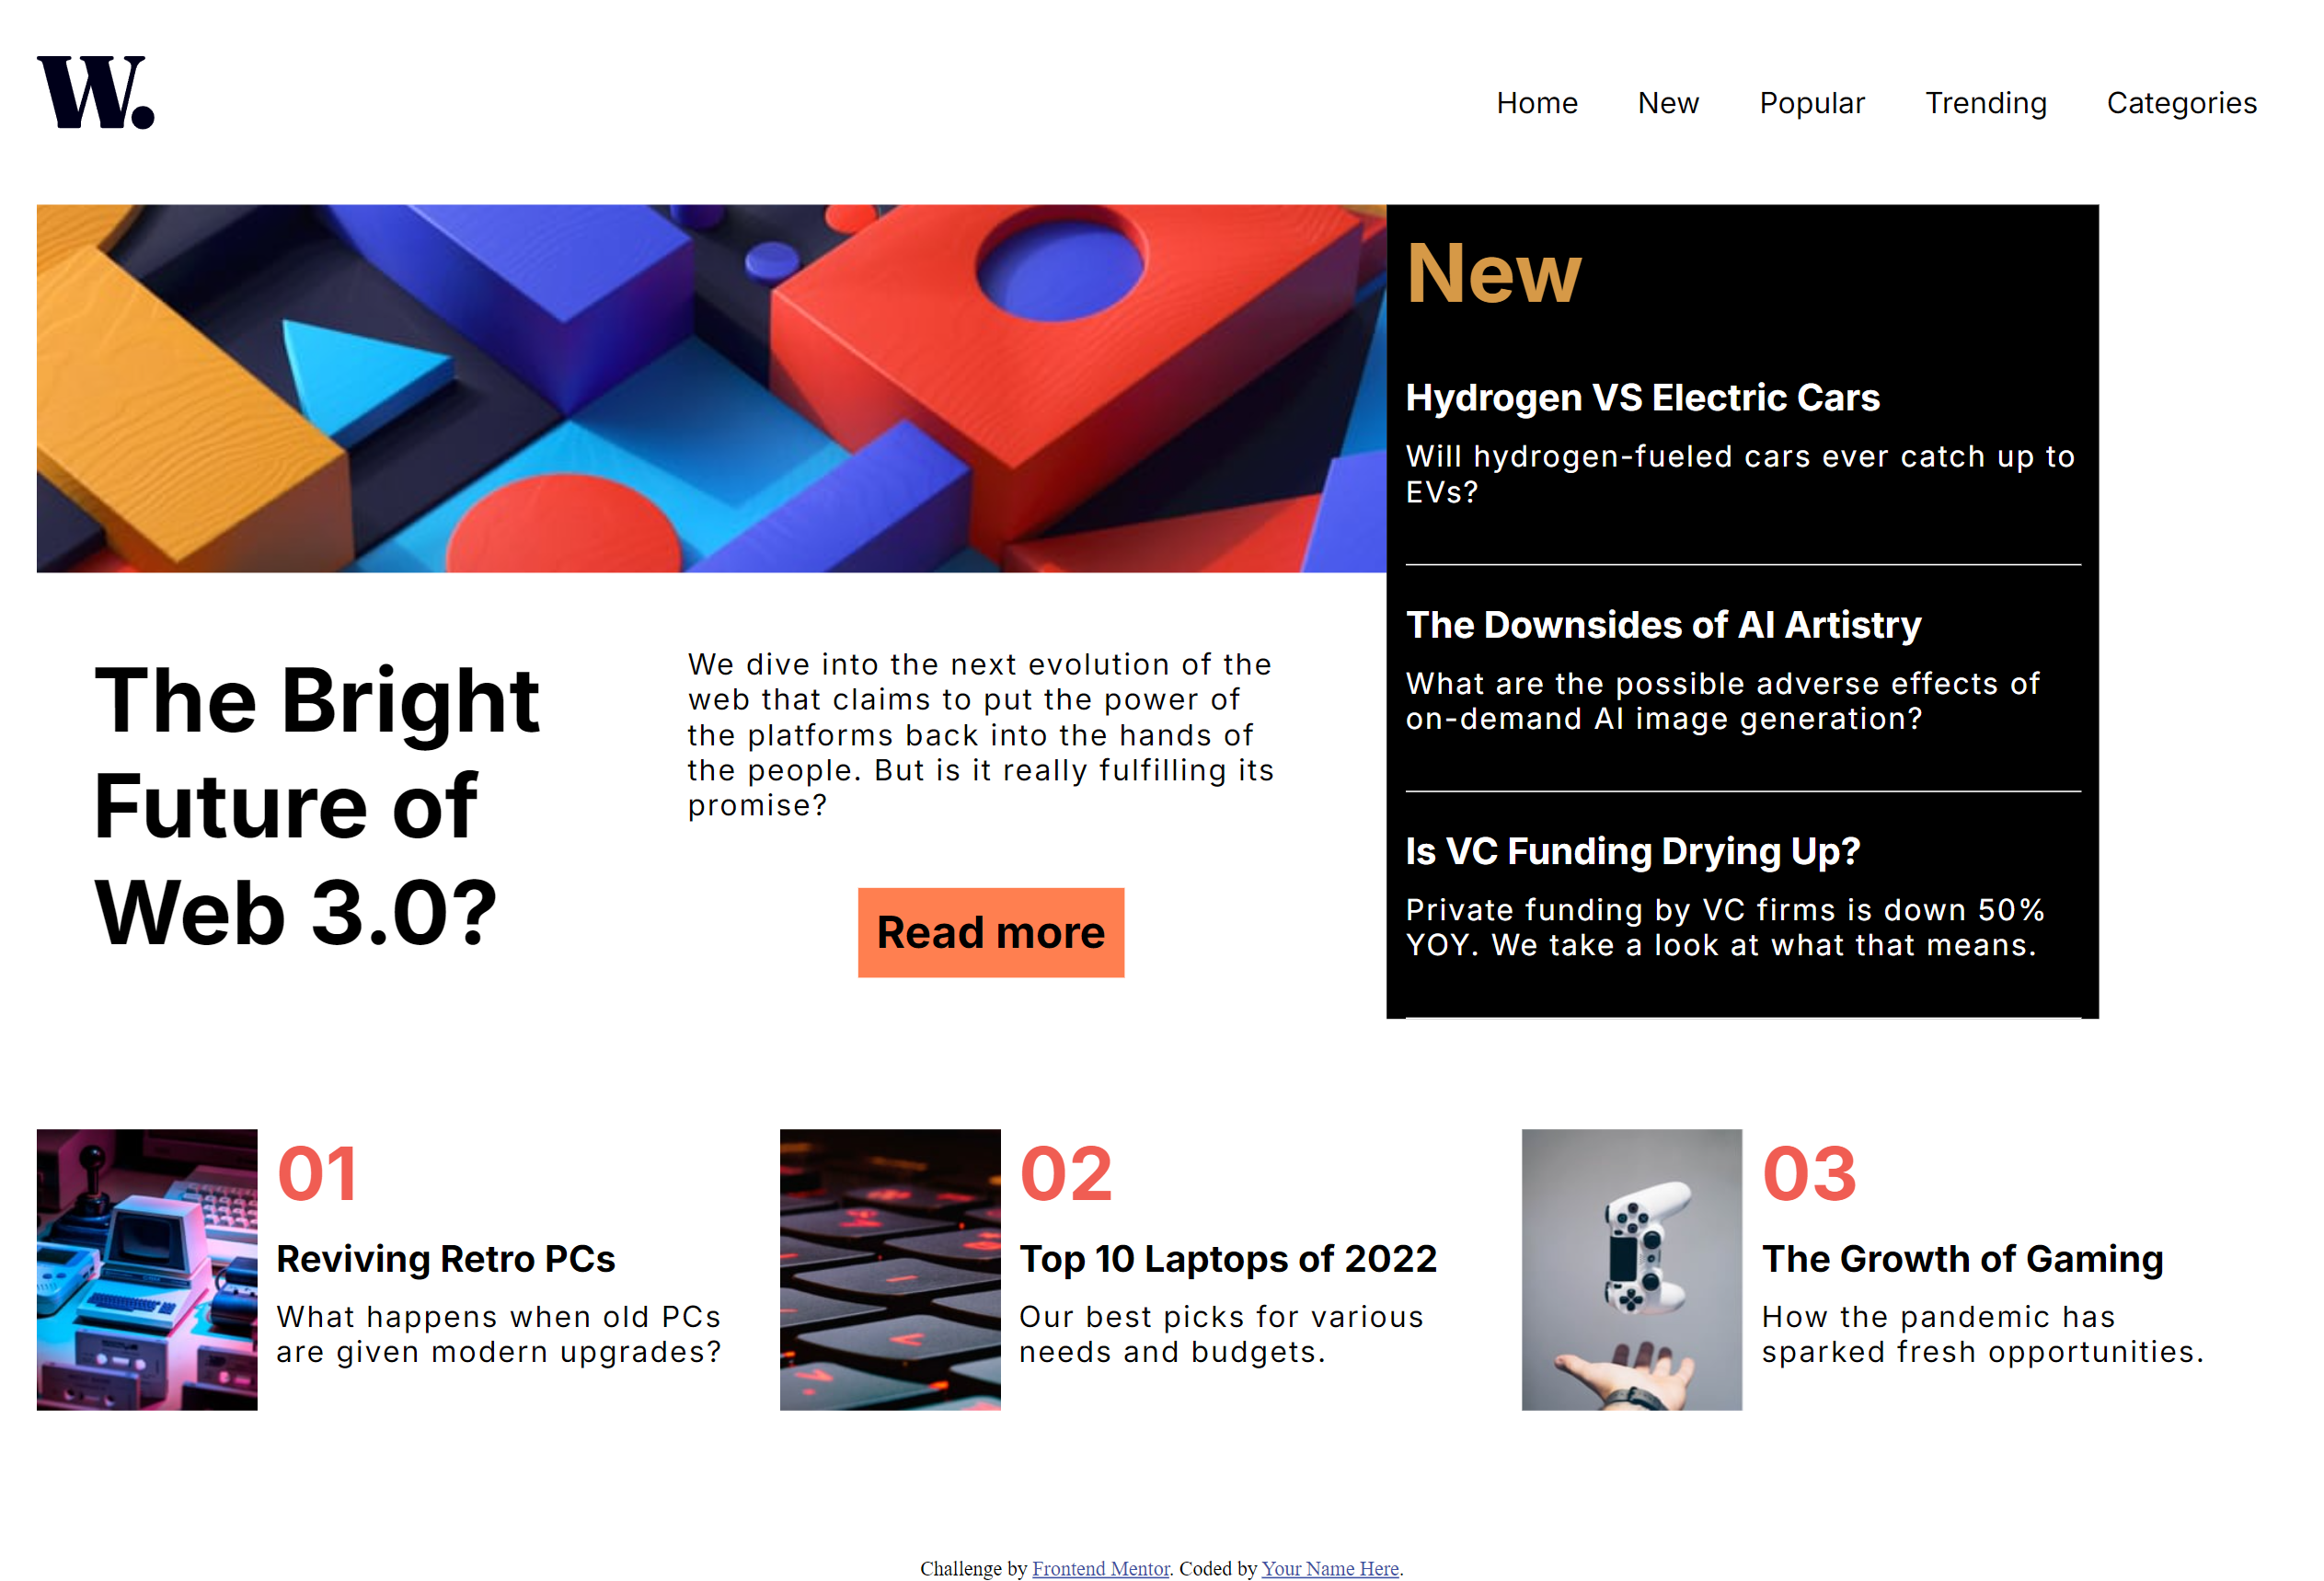 W.
Home New Popular Trending Categories
The Bright
Future of
Web 3.0?
We dive into the next evolution of the
web that claims to put the power of
the platforms back into the hands of
the people. But is it really fulfilling its
promise?
Read more
New
Hydrogen VS Electric Cars
Will hydrogen-fueled cars ever catch up to
EVs?
The Downsides of AI Artistry
What are the possible adverse effects of
on-demand AI image generation?
Is VC Funding Drying Up?
Private funding by VC firms is down 50%
YOY. We take a look at what that means.
01
Reviving Retro PCs
What happens when old PCs
are given modern upgrades?
02
Top 10 Laptops of 2022
Our best picks for various
needs and budgets.
03
The Growth of Gaming
How the pandemic has
sparked fresh opportunities.
Challenge by Frontend Mentor. Coded by Your Name Here.